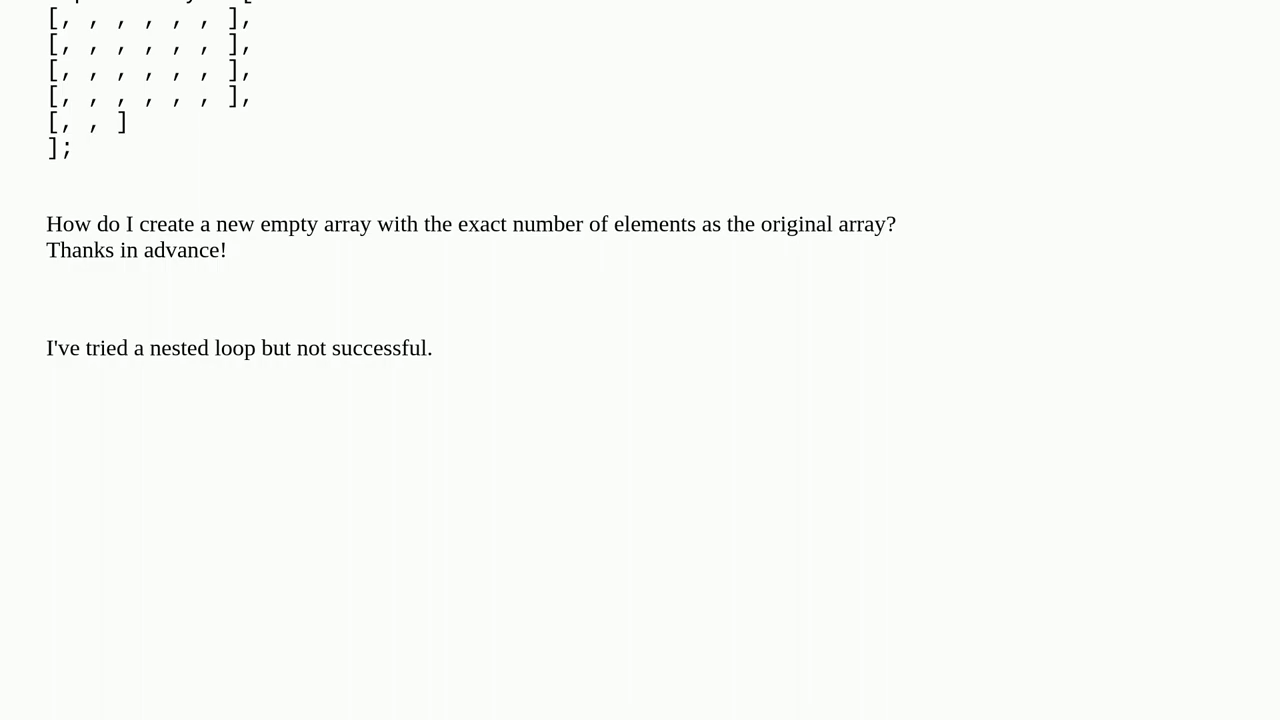 [, , , , , , ],
[, , , , , , ],
[, , , , , , ],
[, , , , , , ],
[, , ]
];
How do I create a new empty array with the exact number of elements as the original array?
Thanks in advance!
I've tried a nested loop but not successful.